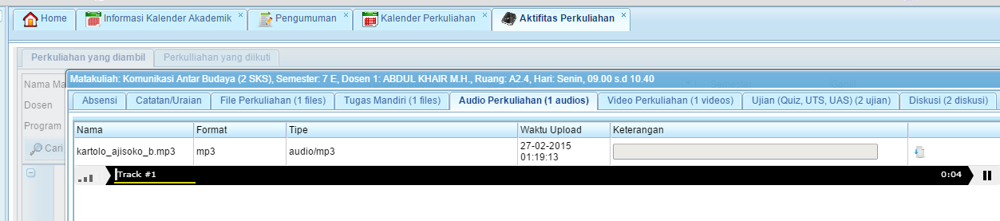 Home Informasi Kalender Akademik Pengumuman Kalender Perkuliahan Aktifitas Perkuliahan
Perkuliahan yang diambil Perkulliahan yang diikuti
Nama Ma
Matakuliah: Komunikasi Antar Budaya (2 SKS), Semester: 7 E, Dosen 1: ABDUL KHAIR M.H., Ruang: A2.4, Hari: Senin, 09.00 s.d 10.40
Dosen
Absensi Catatan/Uraian File Perkuliahan (1 files) Tugas Mandiri (1 files) Audio Perkuliahan (1 audios) Video Perkuliahan (1 videos) Ujian (Quiz, UTS, UAS) (2 ujian) Diskusi (2 diskusi)
Program
Nama Format Tipe Waktu Upload Keterangan
Cari
kartolo_ajisoko_b.mp3 mp3 audio/mp3 27-02-2015
01:19:13
Track #1 0:04